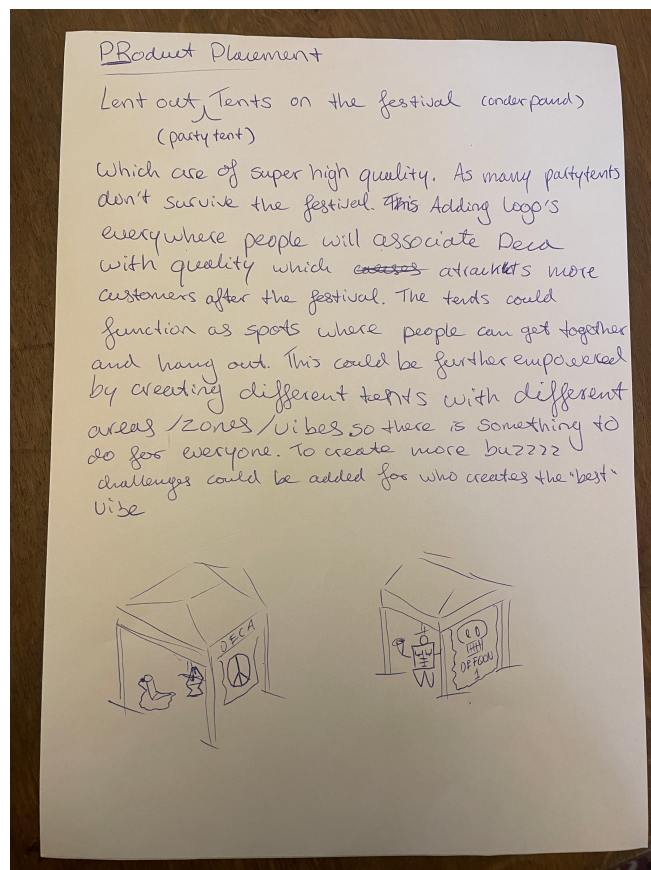 PRoduct Placement
Lent out Tents on the festival (onder pand)
(party tent)
which are of super high quality. As many partytents
don't survive the festival. This Adding Logo's
everywhere people will associate Deca
with quality which causes atrackts more
customers after the festival. The tends could
function as spots where people can get together
and hang out. This could be further empowered
by creating different tents with different
areas/zones/vibes so there is something to
do for everyone. To create more buzzzz
challenges could be added for who creates the "best"
vibe
DECA
DEFQON
1